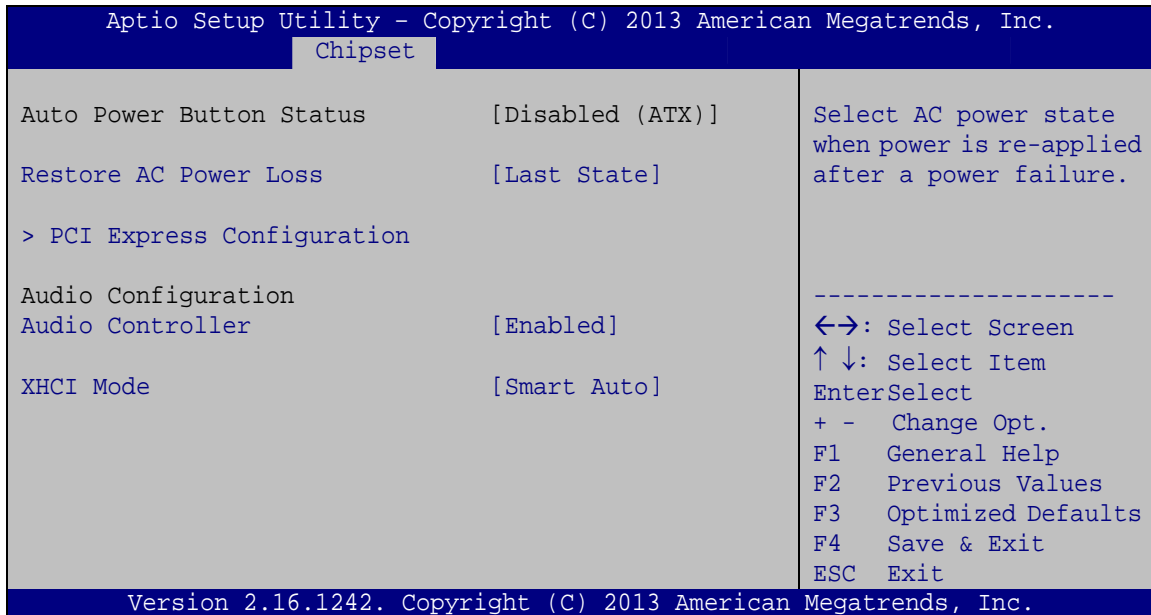 Aptio Setup Utility – Copyright (C) 2013 American Megatrends, Inc.
Chipset
Auto Power Button Status [Disabled (ATX)]
Restore AC Power Loss [Last State]
> PCI Express Configuration
Audio Configuration
Audio Controller [Enabled]
XHCI Mode [Smart Auto]
Select AC power state
when power is re-applied
after a power failure.
---------------------
←→: Select Screen
↑ ↓: Select Item
EnterSelect
+ - Change Opt.
F1 General Help
F2 Previous Values
F3 Optimized Defaults
F4 Save & Exit
ESC Exit
Version 2.16.1242. Copyright (C) 2013 American Megatrends, Inc.